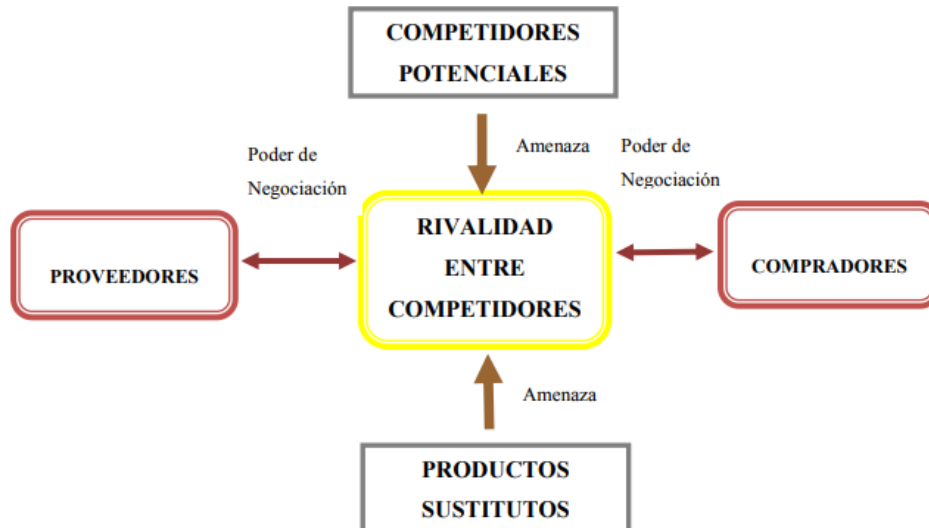 COMPETIDORES
POTENCIALES
Amenaza
Poder de
Negociación
Poder de
Negociación
PROVEEDORES
RIVALIDAD
ENTRE
COMPETIDORES
COMPRADORES
Amenaza
PRODUCTOS
SUSTITUTOS